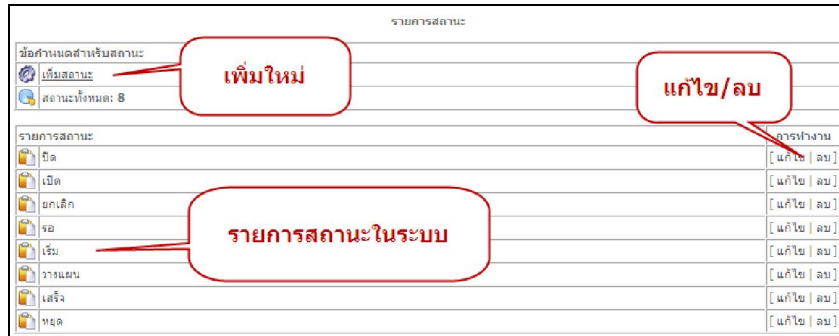 รายการสถานะ
ข้อกำหนดสำหรับสถานะ
เพิ่มสถานะ
สถานะทั้งหมด: 8
เพิ่มใหม่
แก้ไข/ลบ
รายการสถานะ การทำงาน
ปิด [ แก้ไข | ลบ ]
เปิด [ แก้ไข | ลบ ]
ยกเลิก [ แก้ไข | ลบ ]
รอ [ แก้ไข | ลบ ]
เริ่ม [ แก้ไข | ลบ ]
วางแผน [ แก้ไข | ลบ ]
เสร็จ [ แก้ไข | ลบ ]
หยุด [ แก้ไข | ลบ ]
รายการสถานะในระบบ